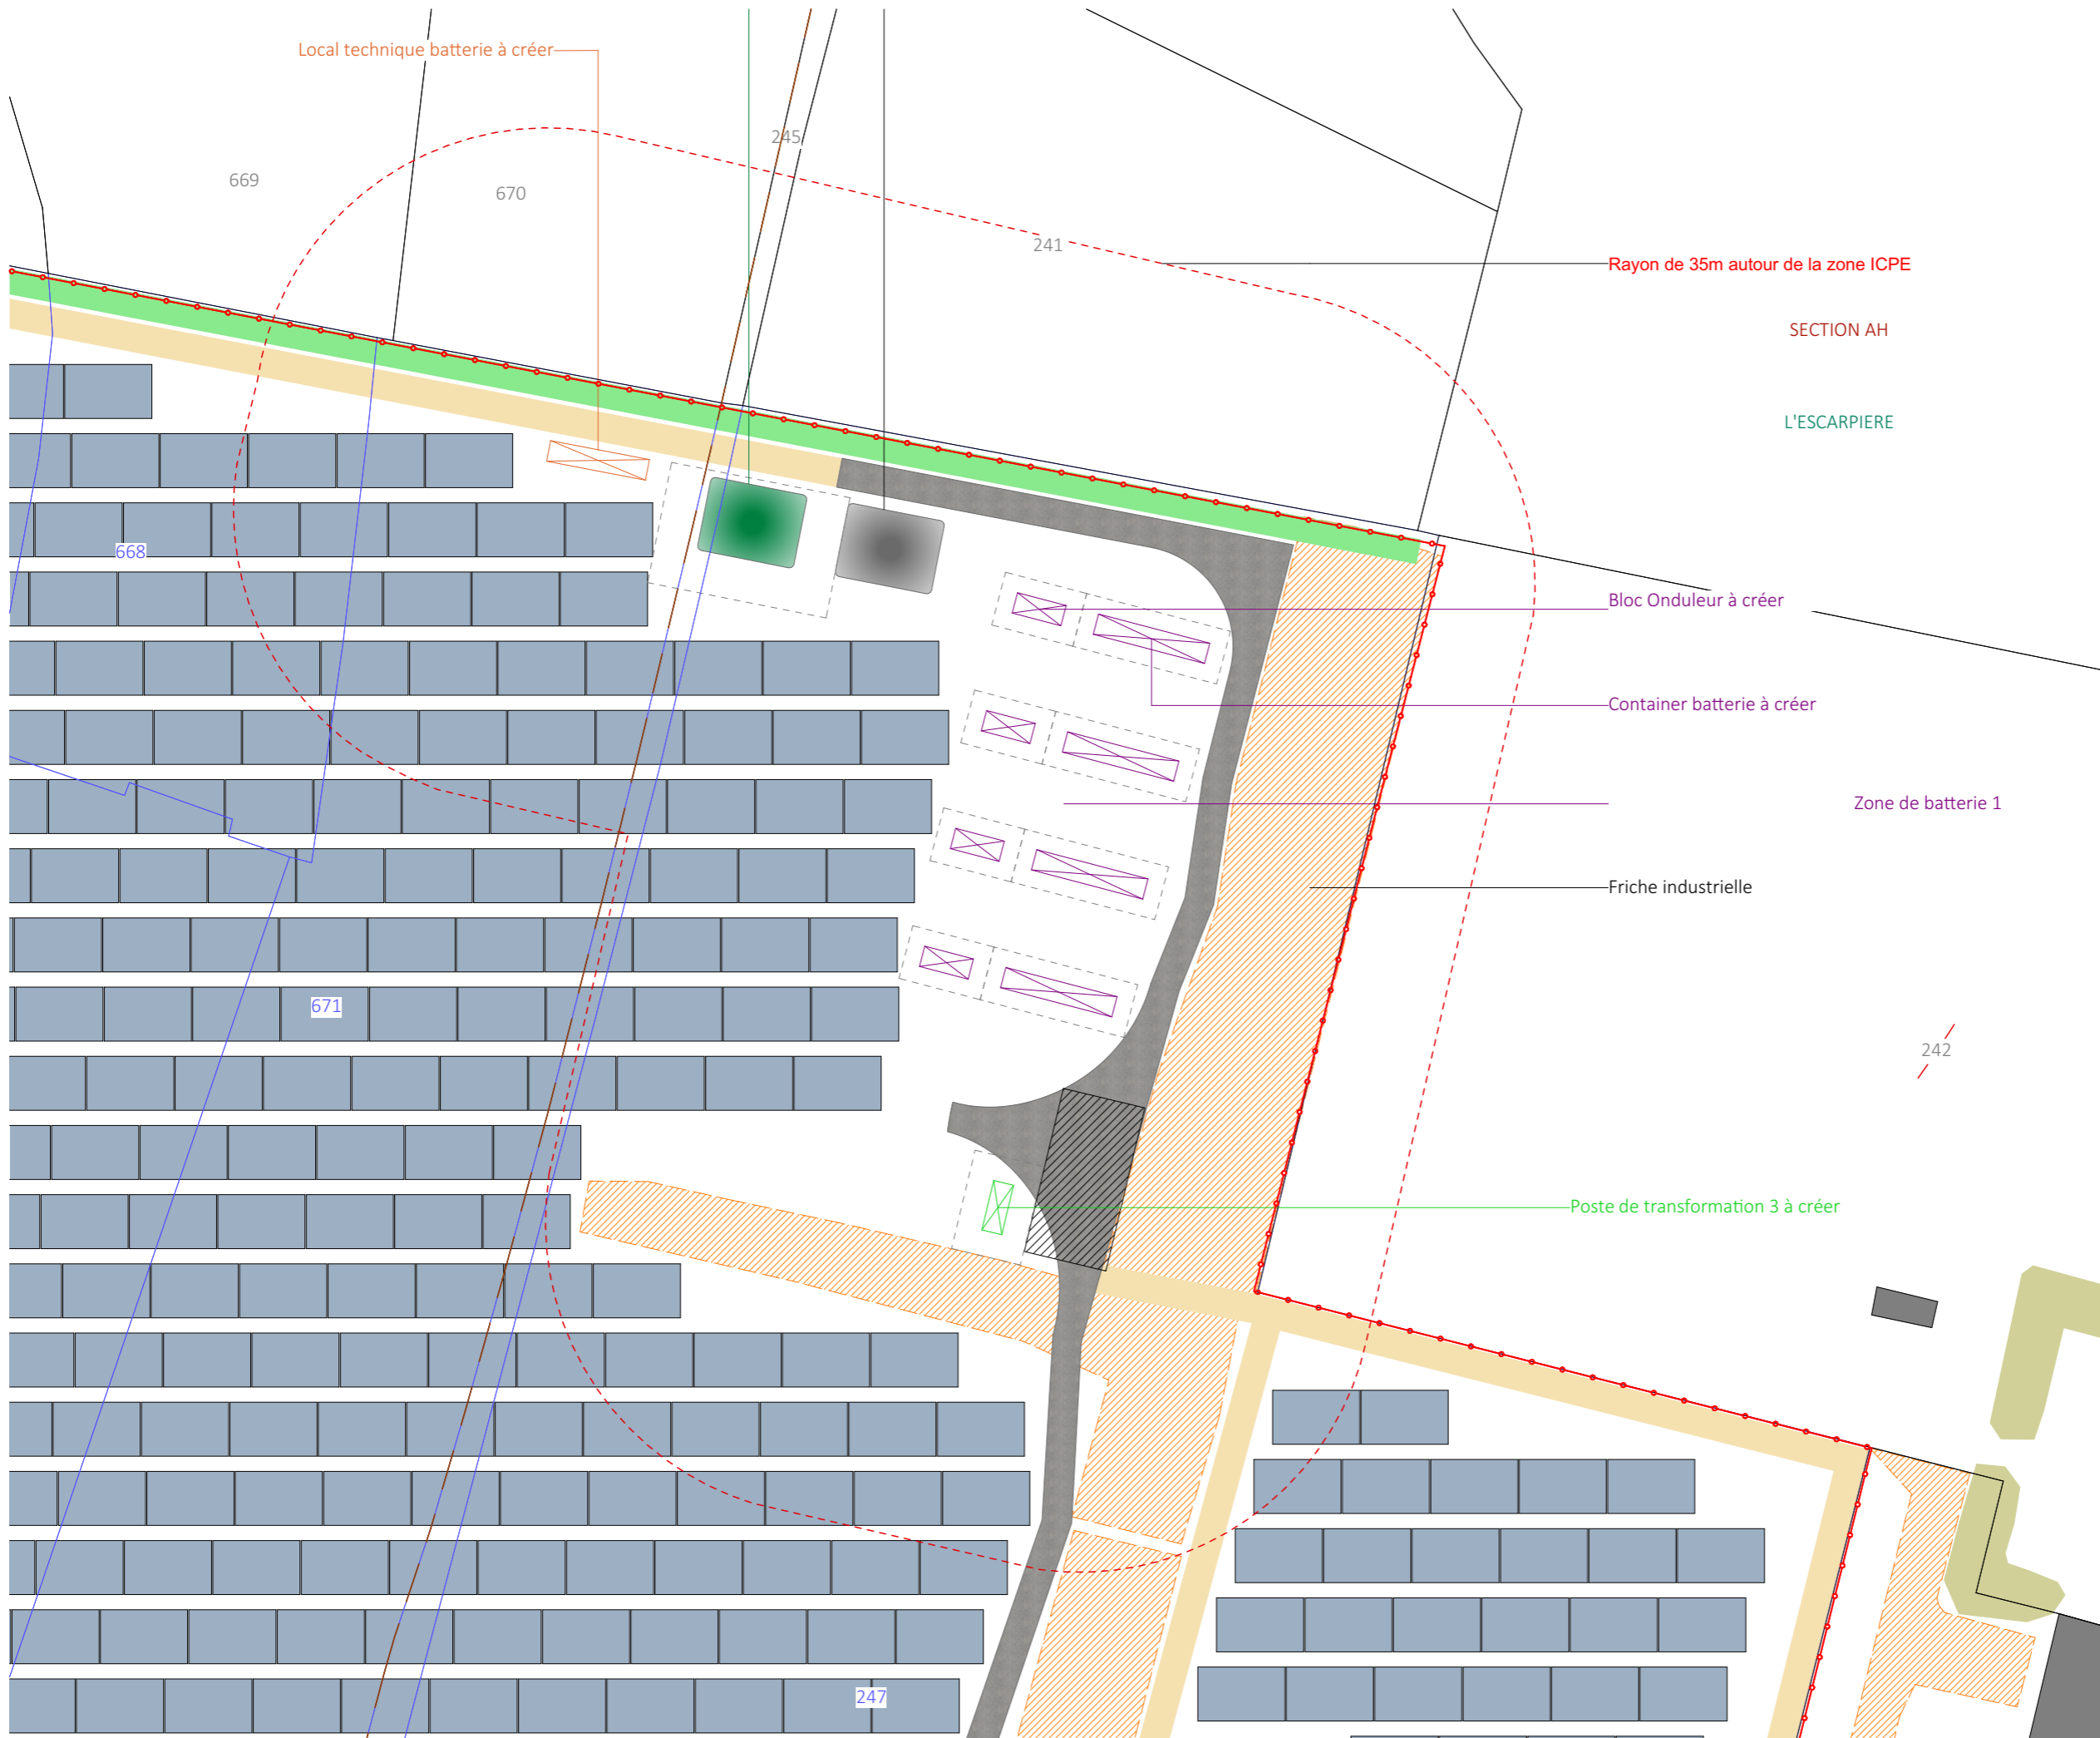 Local technique batterie à créer
245
669
670
241
Rayon de 35m autour de la zone ICPE
SECTION AH
L'ESCARPIERE
668
Bloc Onduleur à créer
Container batterie à créer
Zone de batterie 1
Friche industrielle
671
242
Poste de transformation 3 à créer
247